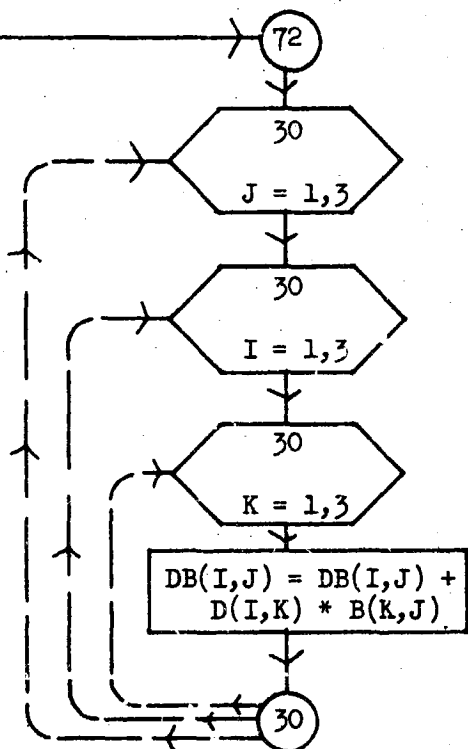 72
30
J = 1,3
30
I = 1,3
30
K = 1,3
DB(I,J) = DB(I,J) +
D(I,K) * B(K,J)
30